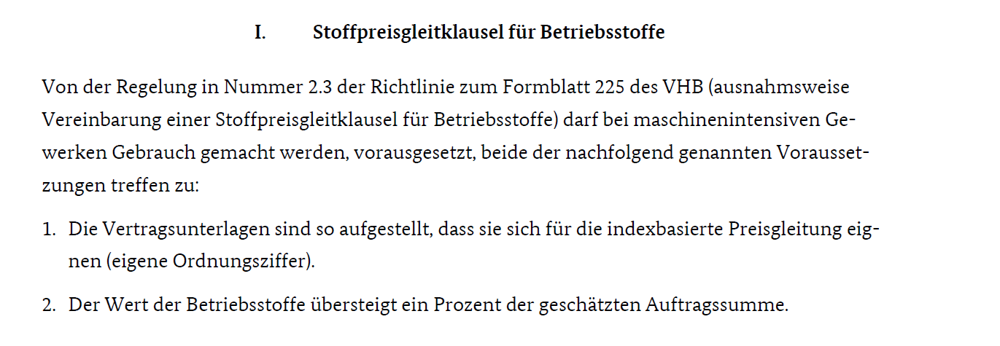 I. Stoffpreisgleitklausel für Betriebsstoffe
Von der Regelung in Nummer 2.3 der Richtlinie zum Formblatt 225 des VHB (ausnahmsweise
Vereinbarung einer Stoffpreisgleitklausel für Betriebsstoffe) darf bei maschinenintensiven Ge-
werken Gebrauch gemacht werden, vorausgesetzt, beide der nachfolgend genannten Vorausset-
zungen treffen zu:
1. Die Vertragsunterlagen sind so aufgestellt, dass sie sich für die indexbasierte Preisgleitung eig-
nen (eigene Ordnungsziffer).
2. Der Wert der Betriebsstoffe übersteigt ein Prozent der geschätzten Auftragssumme.